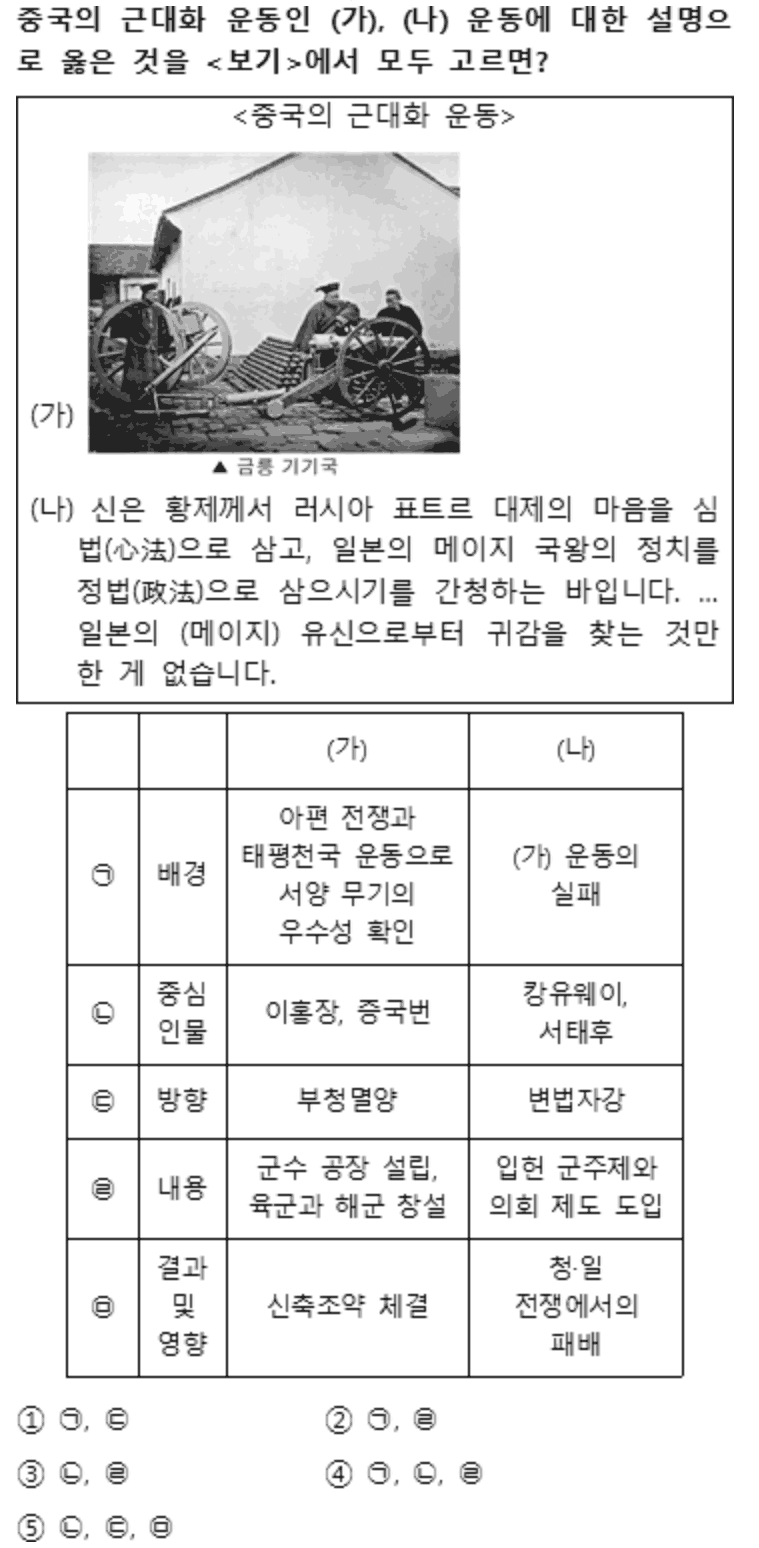 중국의 근대화 운동인 (가), (나) 운동에 대한 설명으
로 옳은 것을 <보기>에서 모두 고르면?
<중국의 근대화 운동>
(가)
▲ 금릉 기기국
(나) 신은 황제께서 러시아 표트르 대제의 마음을 심
법(心法)으로 삼고, 일본의 메이지 국왕의 정치를
정법(政法)으로 삼으시기를 간청하는 바입니다. …
일본의 (메이지) 유신으로부터 귀감을 찾는 것만
한 게 없습니다.
(가) (나)
㉠ 배경
아편 전쟁과
태평천국 운동으로
서양 무기의
우수성 확인
(가) 운동의
실패
㉡ 중심
인물
이홍장, 증국번
캉유웨이,
서태후
㉢ 방향 부청멸양 변법자강
㉣ 내용
군수 공장 설립,
육군과 해군 창설
입헌 군주제와
의회 제도 도입
㉤ 결과
및
영향
신축조약 체결
청·일
전쟁에서의
패배
① ㉠, ㉢ ② ㉠, ㉣
③ ㉡, ㉣ ④ ㉠, ㉡, ㉣
⑤ ㉡, ㉢, ㉤